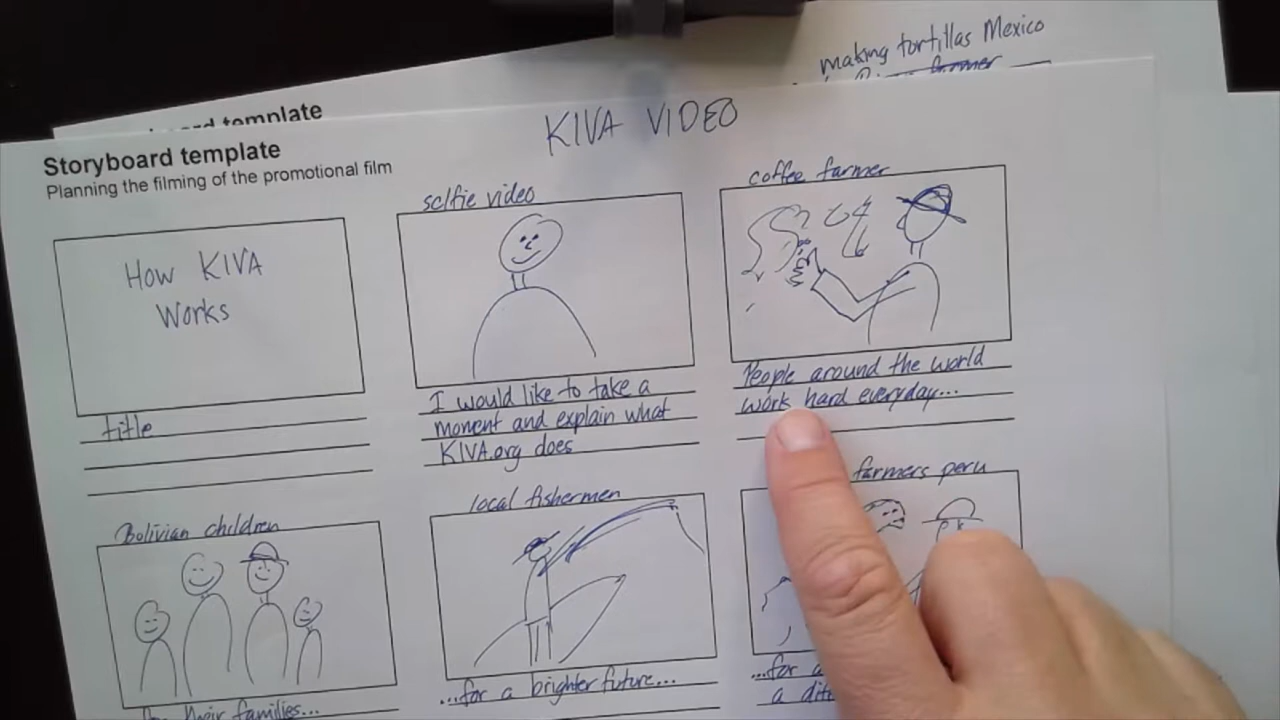 making tortillas Mexico
farmer
template
Storyboard template
Planning the filming of the promotional film
KIVA VIDEO
How KIVA
Works
title
selfie video
I would like to take a
moment and explain what
KIVA.org does
coffee farmer
People around the world
work hard everyday...
Bolivian children
their families...
local fishermen
...for a brighter future...
farmers peru
...for a
a